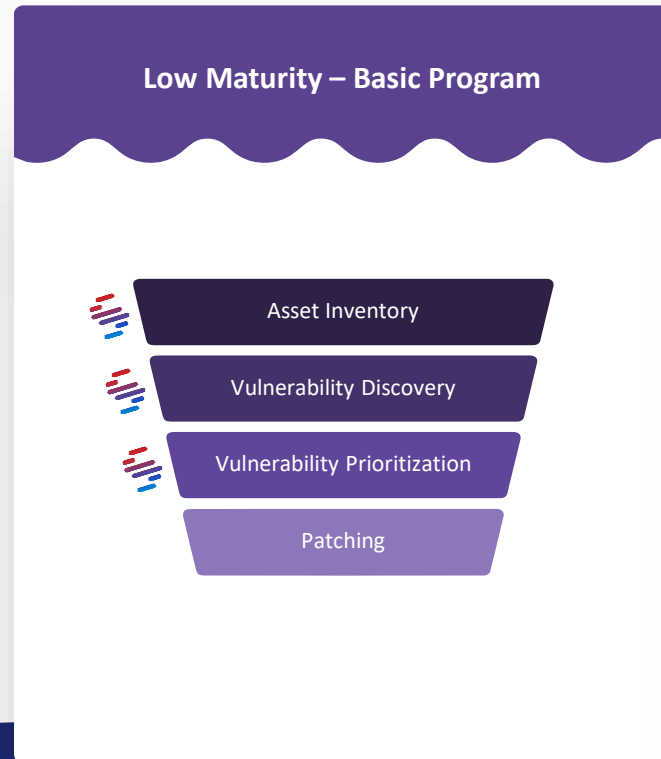 Low Maturity – Basic Program
Asset Inventory
Vulnerability Discovery
Vulnerability Prioritization
Patching